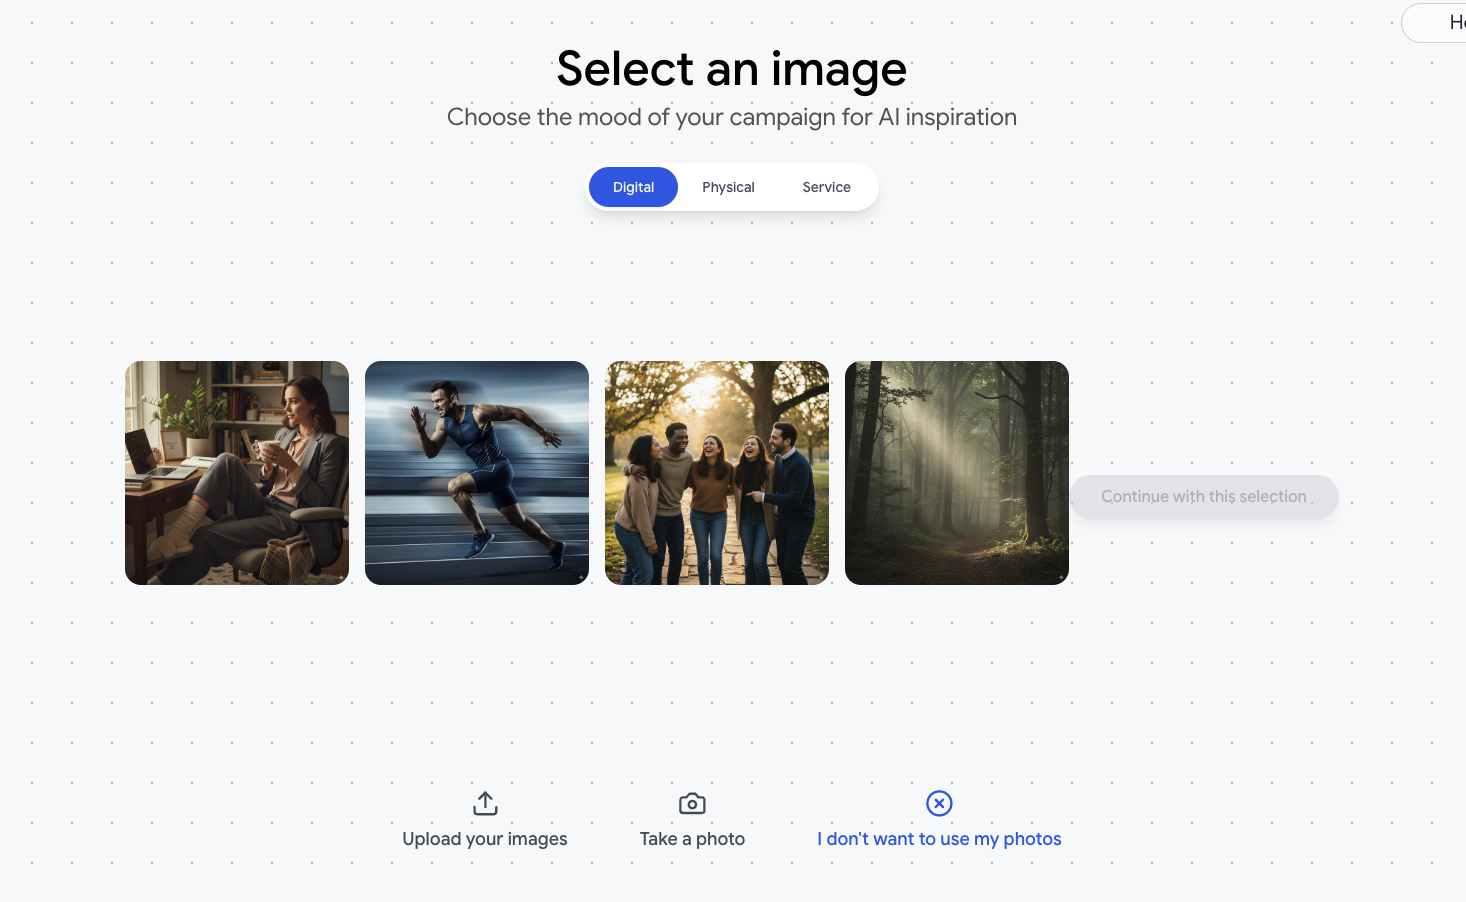 Select an image
Choose the mood of your campaign for AI inspiration
Digital
Physical
Service
Continue with this selection
Upload your images
Take a photo
I don't want to use my photos